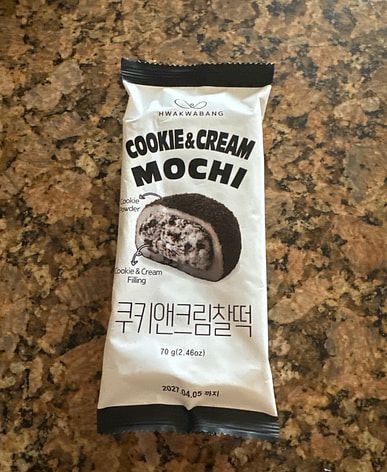 HWAKWABANG
COOKIE & CREAM
MOCHI
Cookie
Powder
Cookie & Cream
Filling
쿠키앤크림찰떡
70 g(2.46oz)
2027.04.05 까지